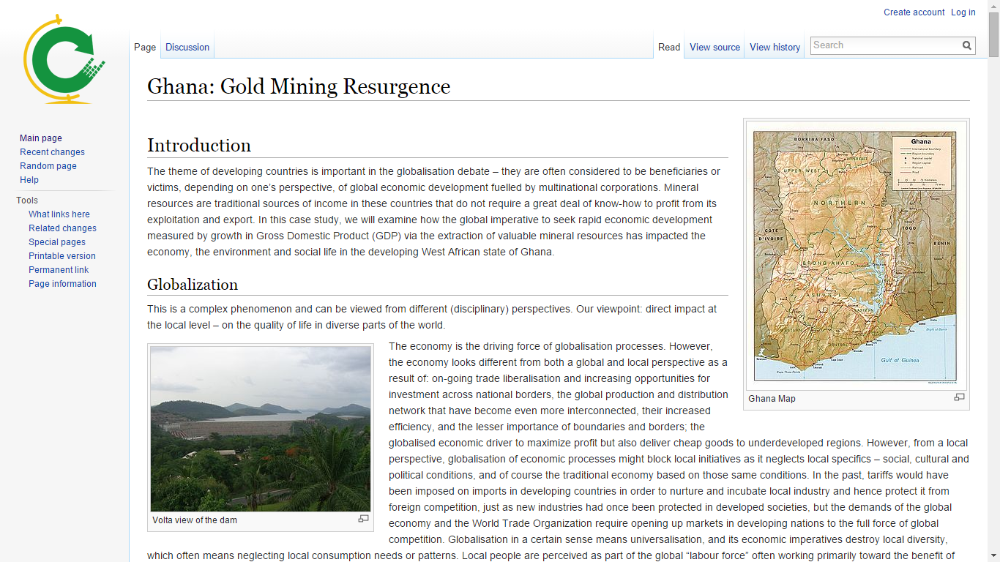 Create account Log in
Page Discussion Read View source View history Search
Ghana: Gold Mining Resurgence
Main page
Recent changes
Random page
Help
Tools
What links here
Related changes
Special pages
Printable version
Permanent link
Page information
Introduction
The theme of developing countries is important in the globalisation debate – they are often considered to be beneficiaries or
victims, depending on one's perspective, of global economic development fuelled by multinational corporations. Mineral
resources are traditional sources of income in these countries that do not require a great deal of know-how to profit from its
exploitation and export. In this case study, we will examine how the global imperative to seek rapid economic development
measured by growth in Gross Domestic Product (GDP) via the extraction of valuable mineral resources has impacted the
economy, the environment and social life in the developing West African state of Ghana.
Globalization
This is a complex phenomenon and can be viewed from different (disciplinary) perspectives. Our viewpoint: direct impact at
the local level – on the quality of life in diverse parts of the world.
BURKINA FASO
Ghana
International boundary
Region boundary
National capital
Region capital
Railroad
Road
UPPER EAST
UPPER WEST
NORTHERN
CÔTE
D'IVOIRE
TOGO
BENIN
BRONG-AHAFO
ASHANTI
EASTERN
WESTERN
CENTRAL
Lomé
Bight of Benin
Gulf of Guinea
Cape Three Points
Ghana Map
Volta view of the dam
The economy is the driving force of globalisation processes. However,
the economy looks different from both a global and local perspective as a
result of: on-going trade liberalisation and increasing opportunities for
investment across national borders, the global production and distribution
network that have become even more interconnected, their increased
efficiency, and the lesser importance of boundaries and borders; the
globalised economic driver to maximize profit but also deliver cheap goods to underdeveloped regions. However, from a local
perspective, globalisation of economic processes might block local initiatives as it neglects local specifics – social, cultural and
political conditions, and of course the traditional economy based on those same conditions. In the past, tariffs would have
been imposed on imports in developing countries in order to nurture and incubate local industry and hence protect it from
foreign competition, just as new industries had once been protected in developed societies, but the demands of the global
economy and the World Trade Organization require opening up markets in developing nations to the full force of global
competition. Globalisation in a certain sense means universalisation, and its economic imperatives destroy local diversity,
which often means neglecting local consumption needs or patterns. Local people are perceived as part of the global “labour force” often working primarily toward the benefit of